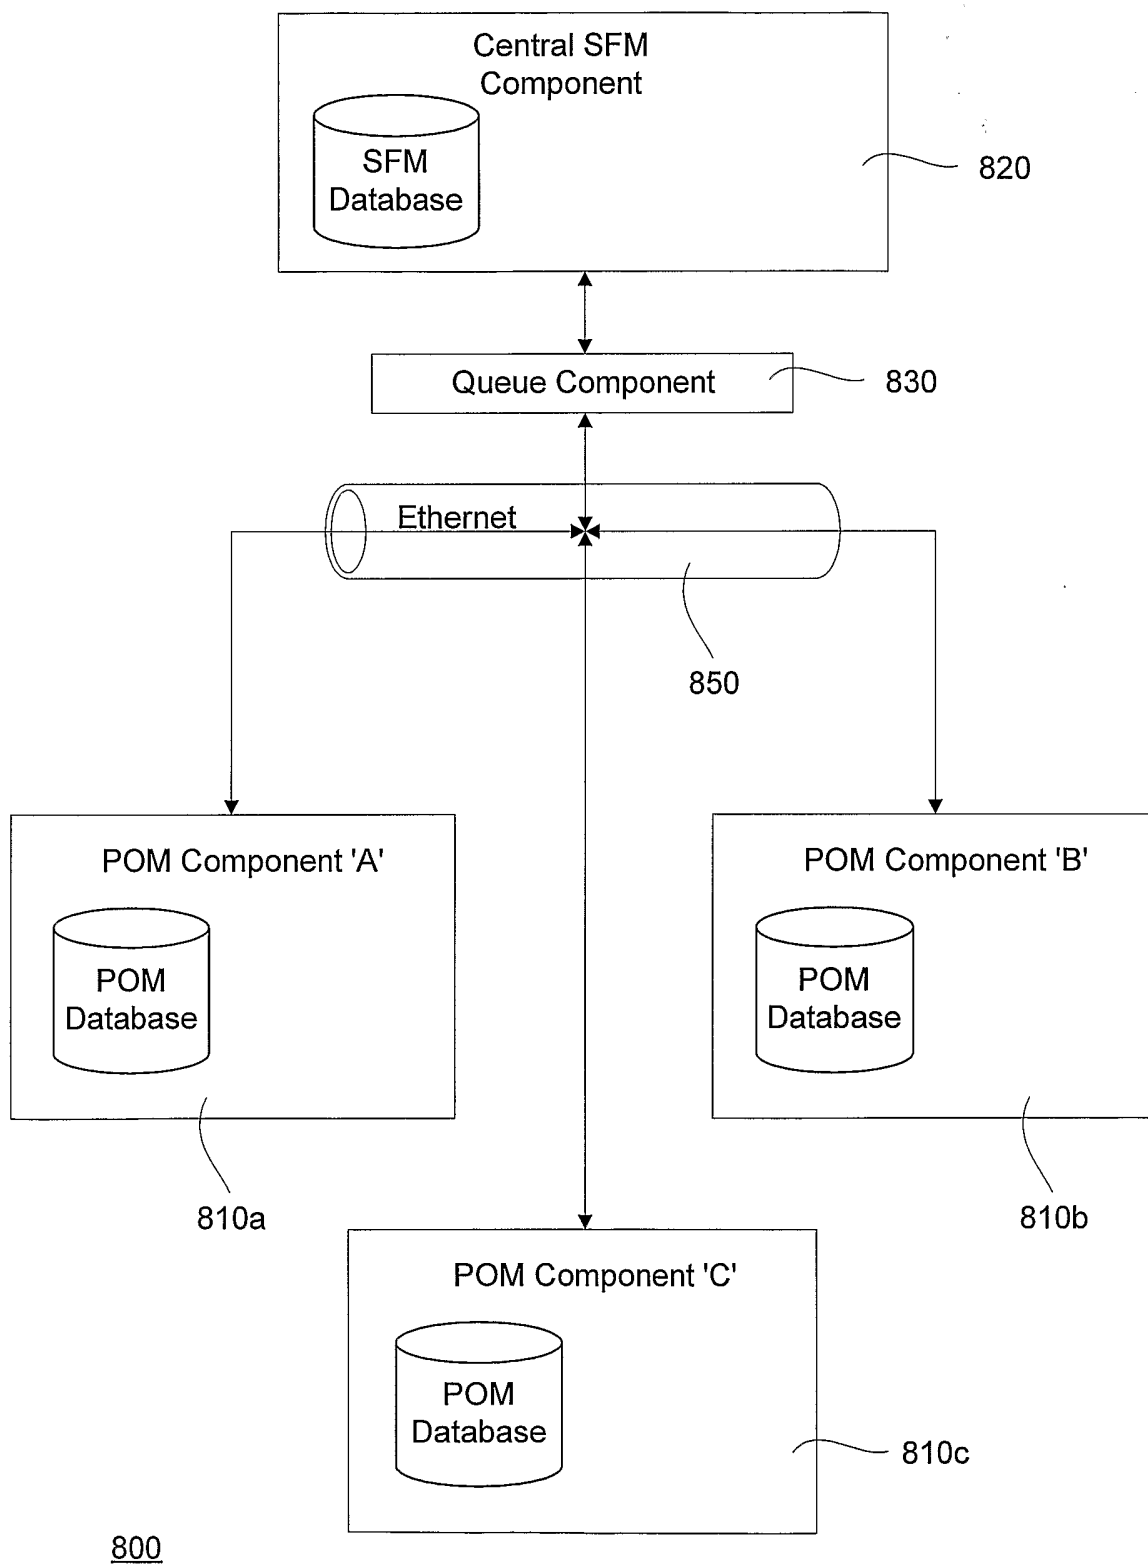 Central SFM
Component
SFM
Database
820
Queue Component
830
Ethernet
850
POM Component 'A'
POM
Database
810a
POM Component 'B'
POM
Database
810b
POM Component 'C'
POM
Database
810c
800